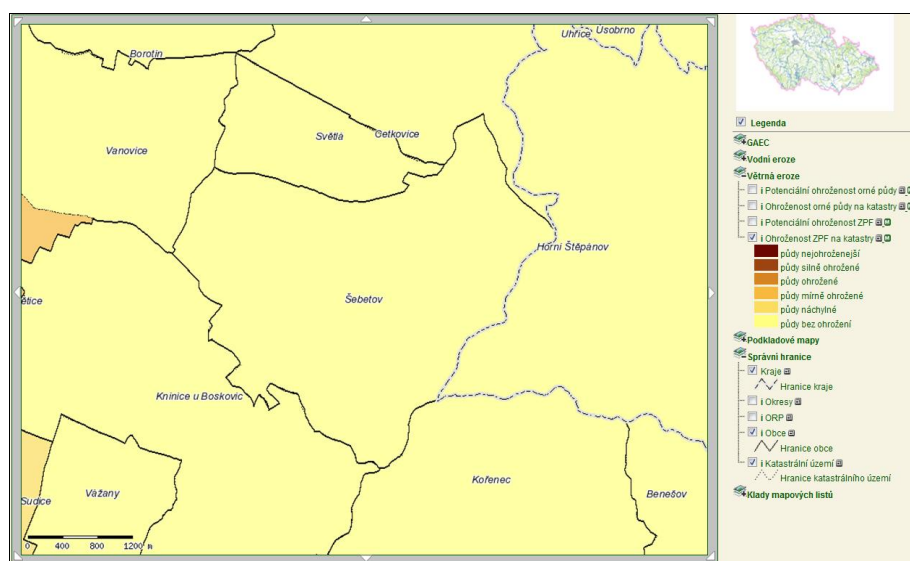 Uhřice Úsobrno
Borotín
Světlá
Cetkovice
Vanovice
Horní Štěpánov
Šebetov
ětice
Knínice u Boskovic
Kořenec
Vážany
Benešov
Sudice
0 400 800 1200 m
Legenda
GAEC
Vodní eroze
Větrná eroze
i Potenciální ohroženost orné půdy
i Ohroženost orné půdy na katastry
i Potenciální ohroženost ZPF
i Ohroženost ZPF na katastry
půdy nejohroženejší
půdy silně ohrožené
půdy ohrožené
půdy mírně ohrožené
půdy náchylné
půdy bez ohrožení
Podkladové mapy
Správní hranice
Kraje
Hranice kraje
i Okresy
i ORP
i Obce
Hranice obce
i Katastrální území
Hranice katastrálního území
Klady mapových listů